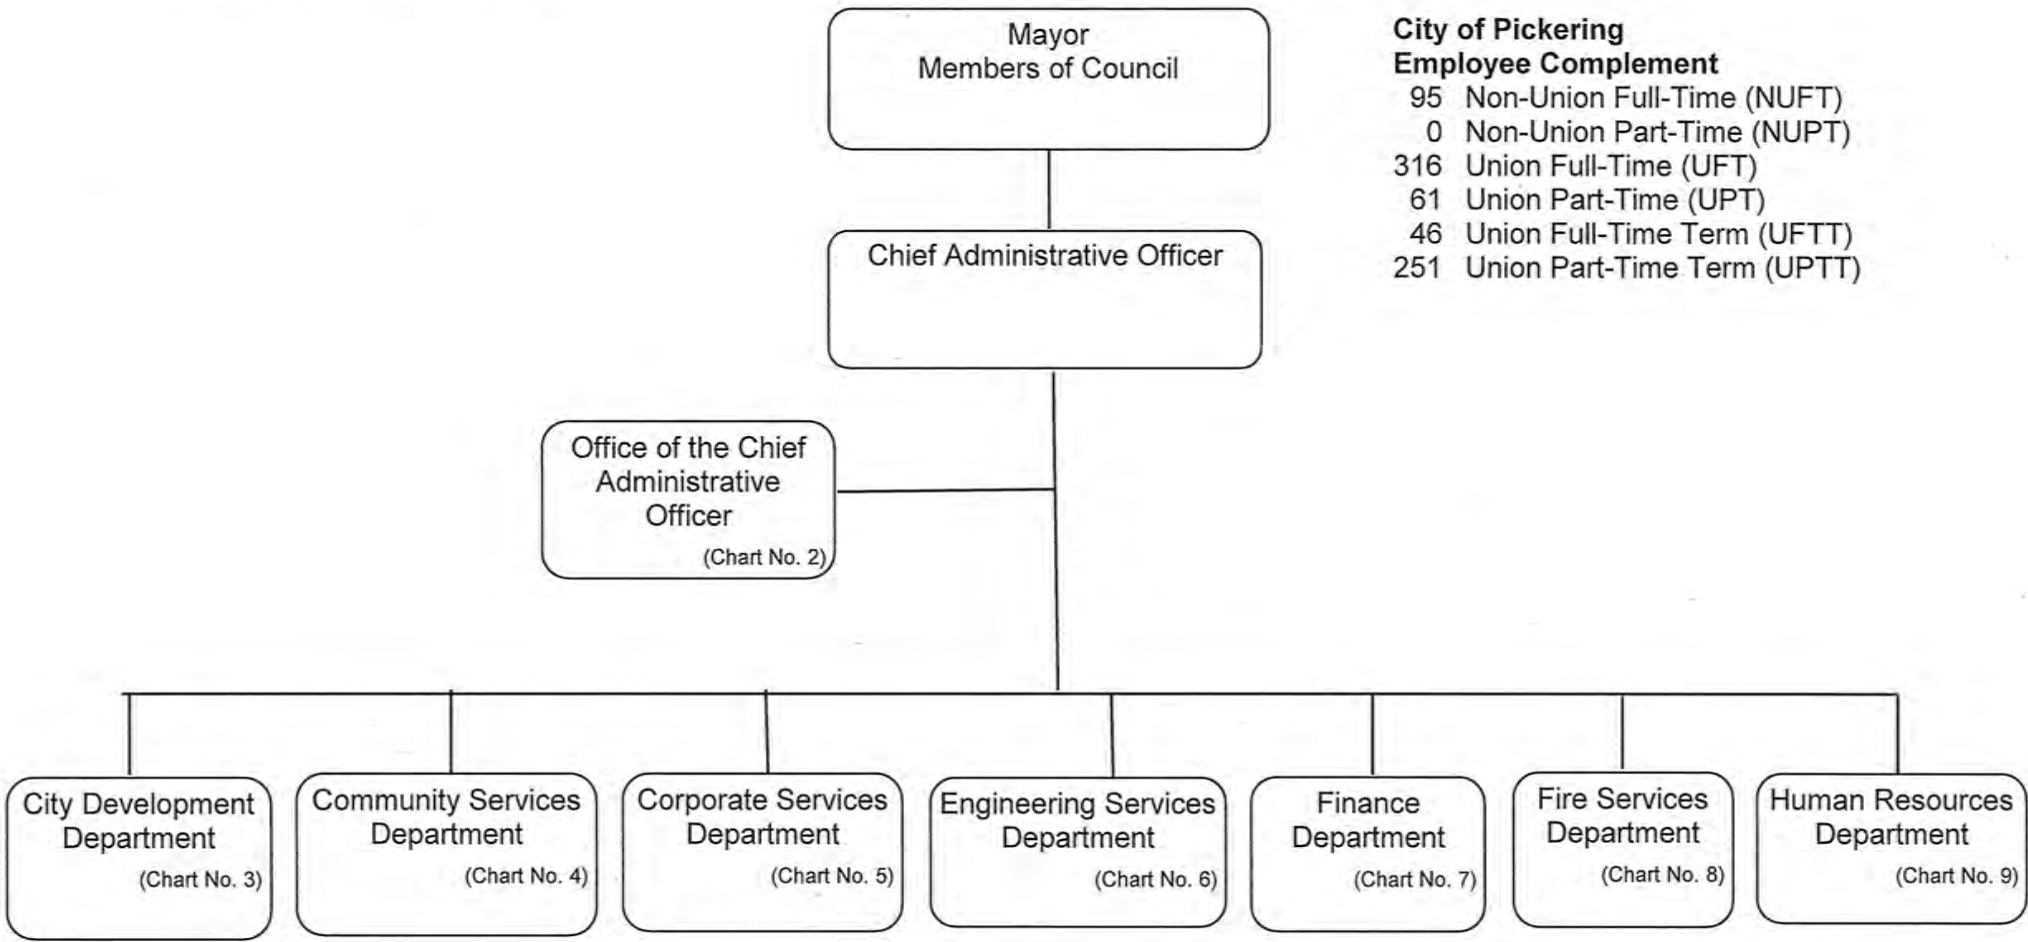 Mayor
Members of Council
City of Pickering
Employee Complement
95 Non-Union Full-Time (NUFT)
0 Non-Union Part-Time (NUPT)
316 Union Full-Time (UFT)
61 Union Part-Time (UPT)
46 Union Full-Time Term (UFTT)
251 Union Part-Time Term (UPTT)
Chief Administrative Officer
Office of the Chief
Administrative
Officer
(Chart No. 2)
City Development
Department
(Chart No. 3)
Community Services
Department
(Chart No. 4)
Corporate Services
Department
(Chart No. 5)
Engineering Services
Department
(Chart No. 6)
Finance
Department
(Chart No. 7)
Fire Services
Department
(Chart No. 8)
Human Resources
Department
(Chart No. 9)